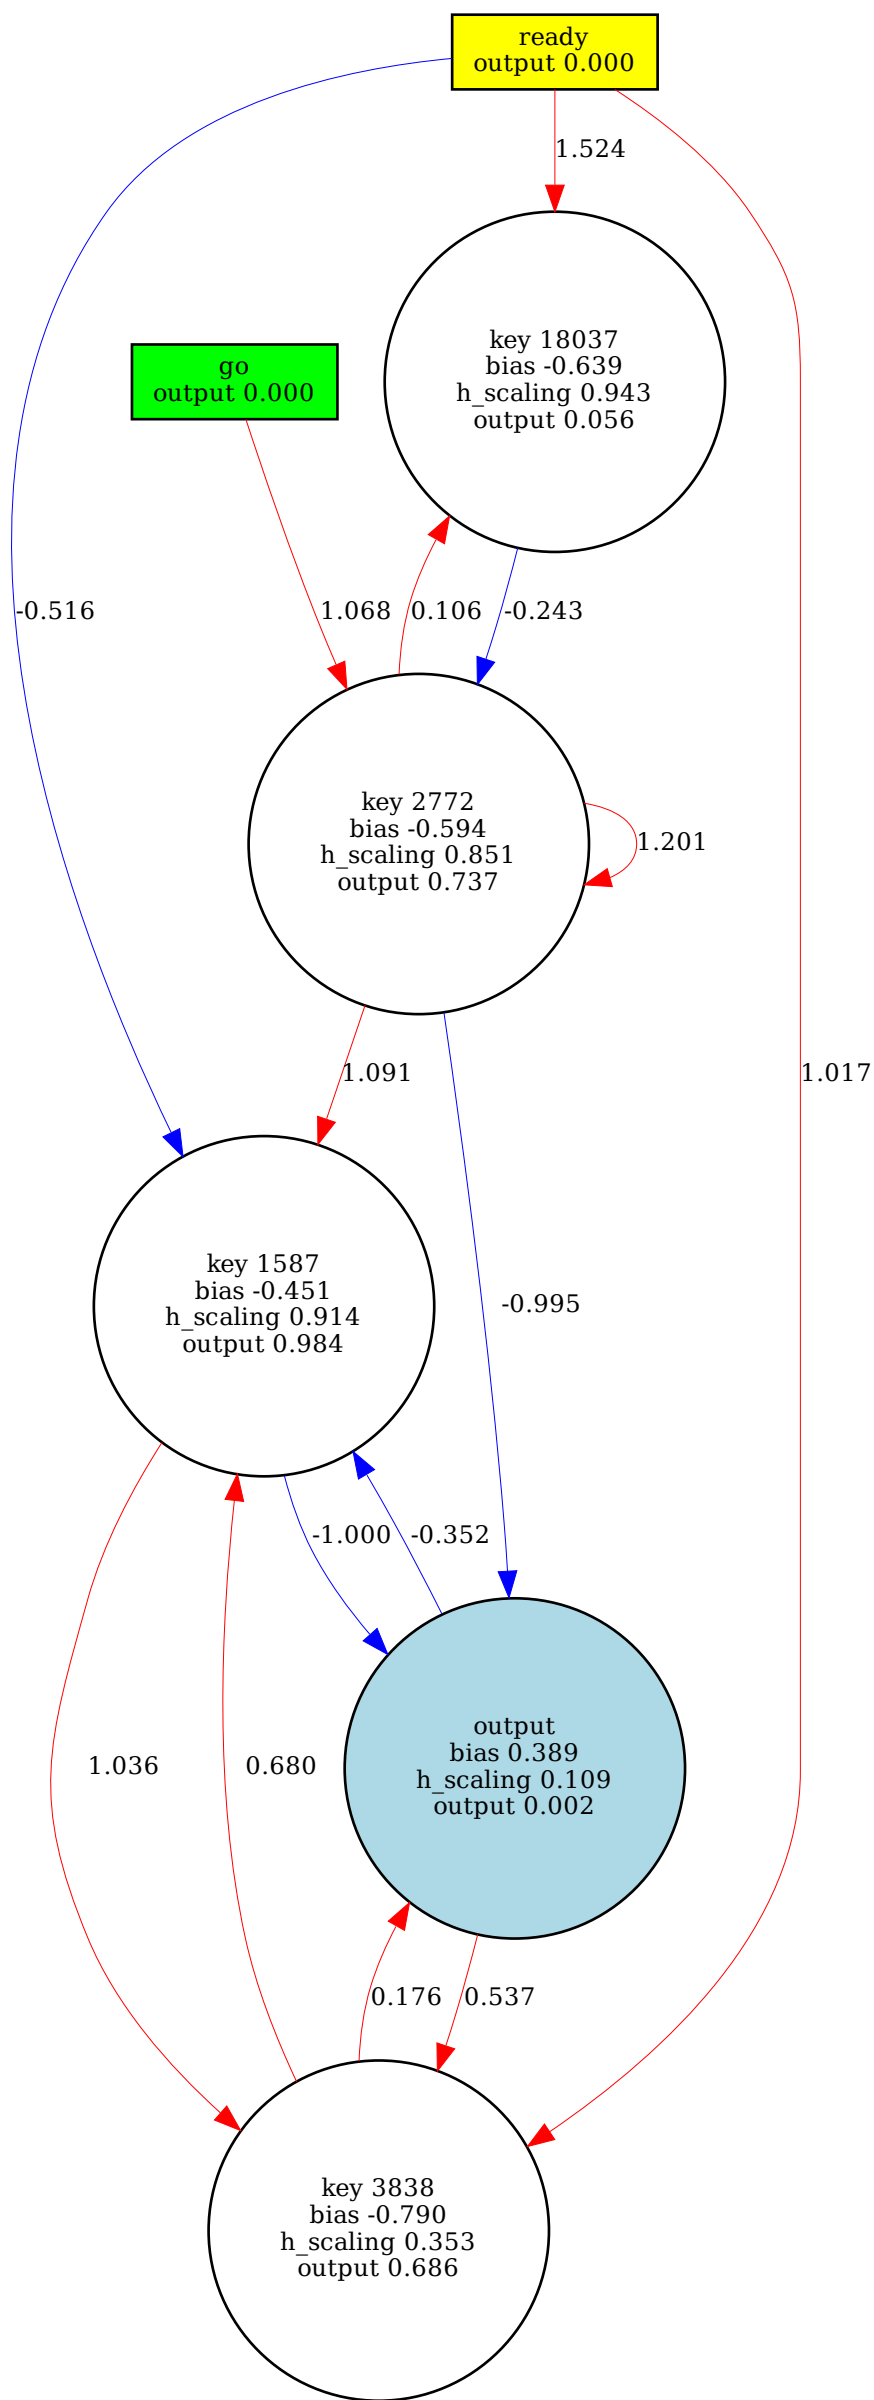 ready
output 0.000
1.524
key 18037
bias -0.639
h_scaling 0.943
output 0.056
go
output 0.000
-0.516
1.068
0.106
-0.243
key 2772
bias -0.594
h_scaling 0.851
output 0.737
1.201
1.091
1.017
key 1587
bias -0.451
h_scaling 0.914
output 0.984
-0.995
-1.000
-0.352
output
bias 0.389
h_scaling 0.109
output 0.002
1.036
0.680
0.176
0.537
key 3838
bias -0.790
h_scaling 0.353
output 0.686